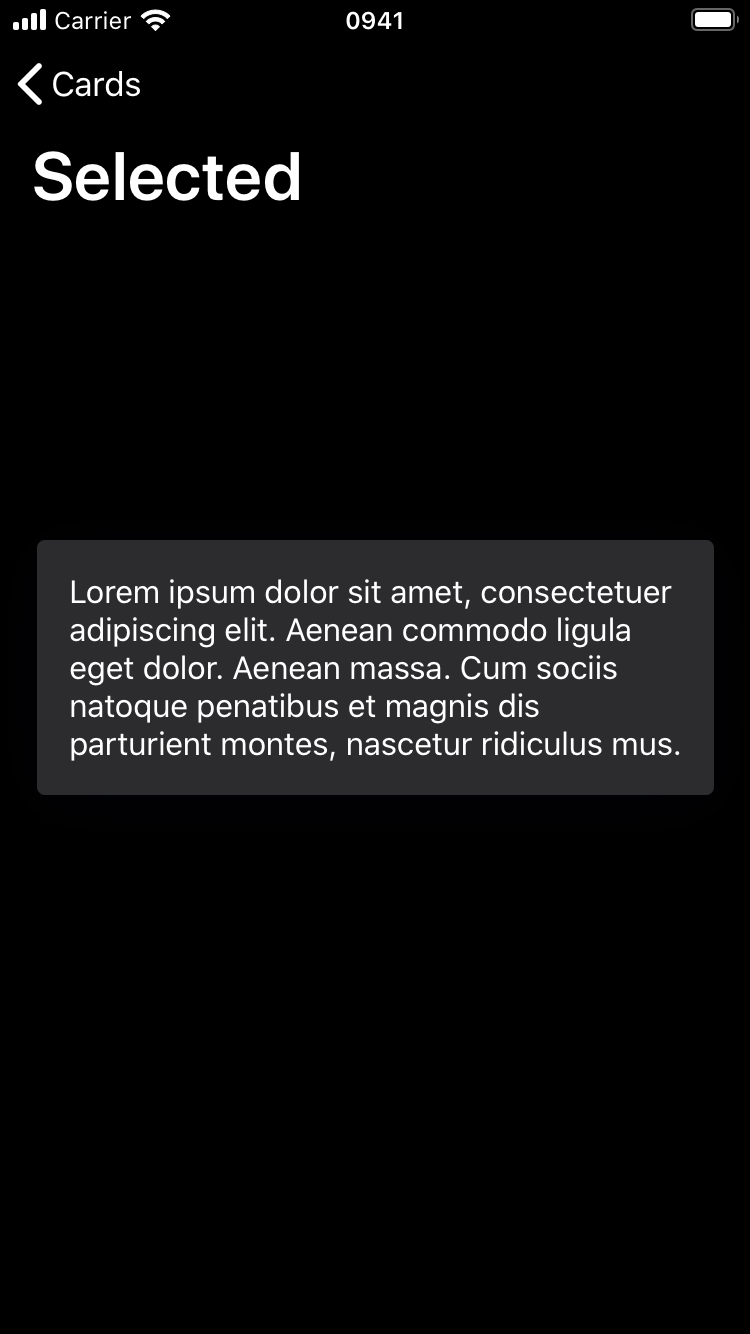 Carrier
0941
Cards
Selected
Lorem ipsum dolor sit amet, consectetuer
adipiscing elit. Aenean commodo ligula
eget dolor. Aenean massa. Cum sociis
natoque penatibus et magnis dis
parturient montes, nascetur ridiculus mus.